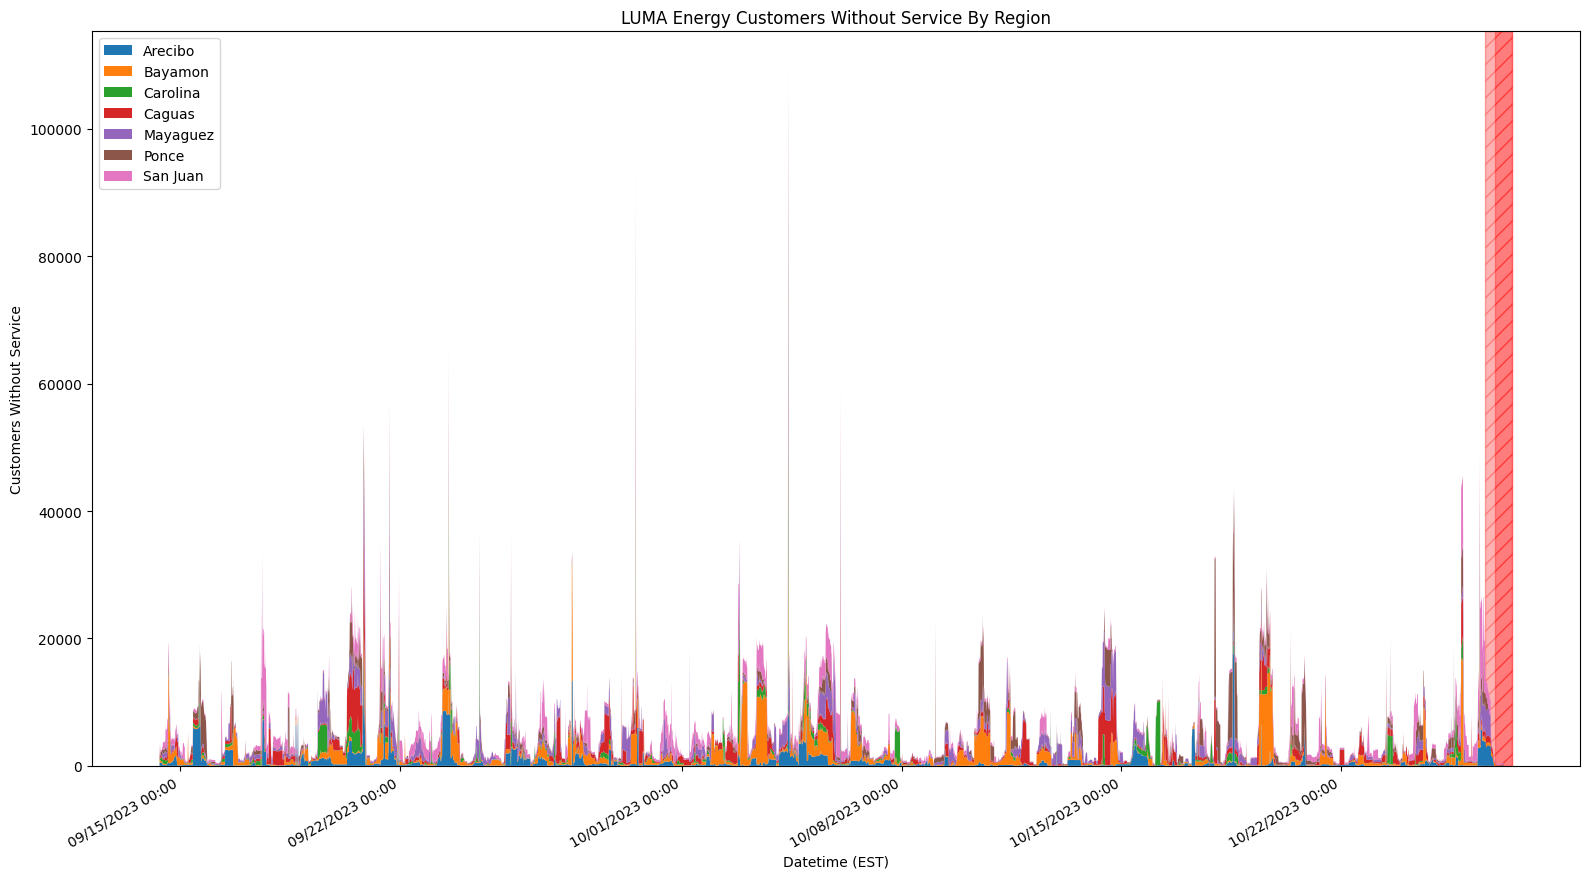 LUMA Energy Customers Without Service By Region
Arecibo
Bayamon
Carolina
Caguas
Mayaguez
Ponce
San Juan
100000
80000
60000
40000
20000
0
Customers Without Service
09/15/2023 00:00
09/22/2023 00:00
10/01/2023 00:00
10/08/2023 00:00
10/15/2023 00:00
10/22/2023 00:00
Datetime (EST)